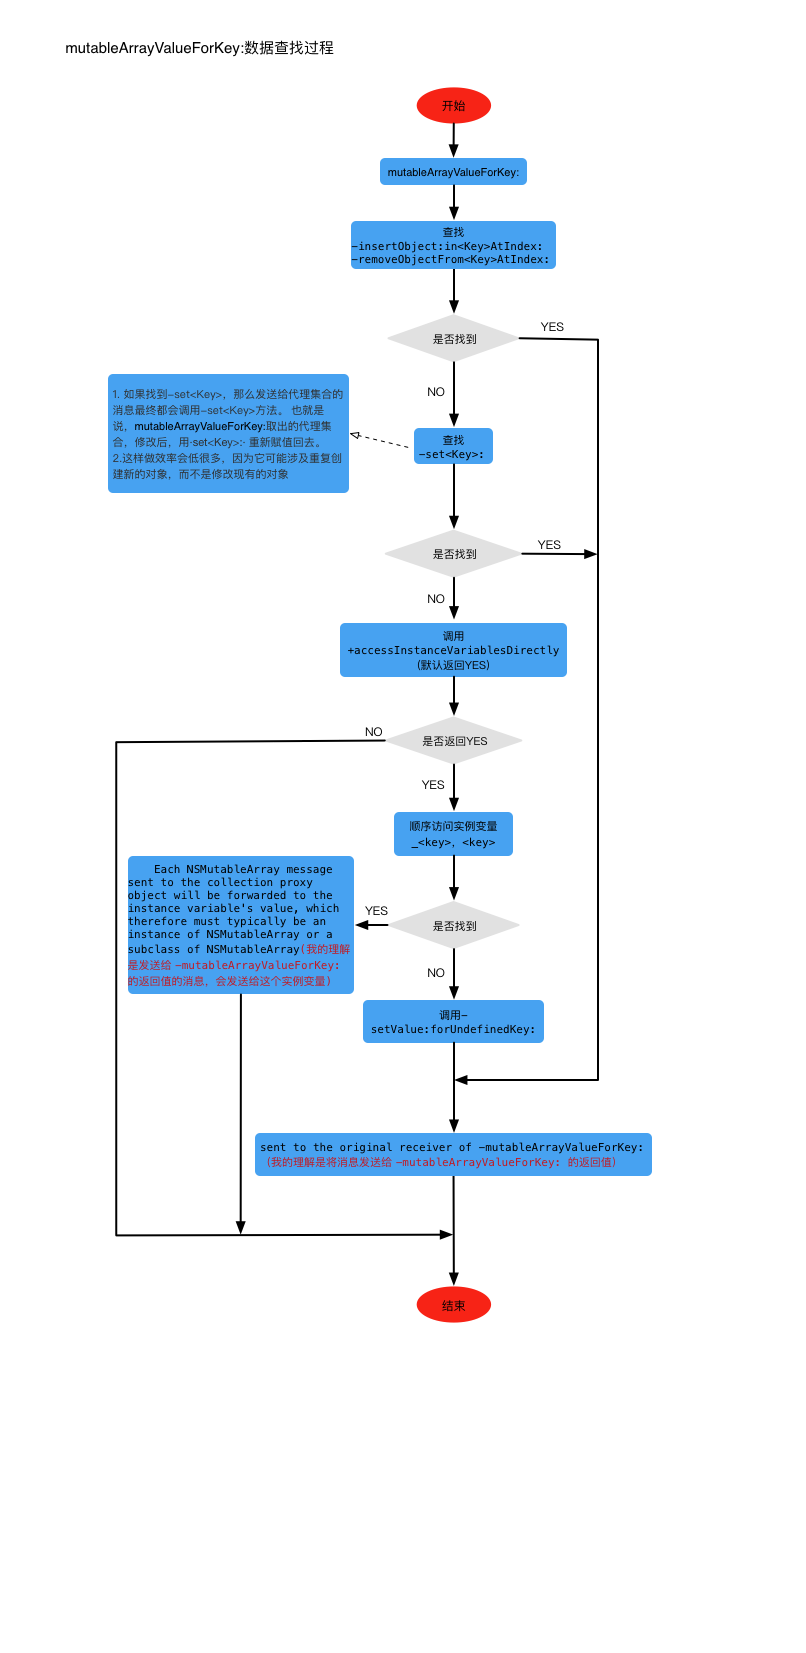 mutableArrayValueForKey:数据查找过程
开始
mutableArrayValueForKey:
查找
-insertObject:in<Key>AtIndex:
-removeObjectFrom<Key>AtIndex:
是否找到
YES
NO
1. 如果找到-set<Key>，那么发送给代理集合的
消息最终都会调用-set<Key>方法。 也就是
说，mutableArrayValueForKey:取出的代理集
合，修改后，用-set<Key>:- 重新赋值回去。
2.这样做效率会低很多，因为它可能涉及重复创
建新的对象，而不是修改现有的对象
查找
-set<Key>:
是否找到
YES
NO
调用
+accessInstanceVariablesDirectly
(默认返回YES)
NO
是否返回YES
YES
顺序访问实例变量
_<key>，<key>
Each NSMutableArray message
sent to the collection proxy
object will be forwarded to the
instance variable's value, which
therefore must typically be an
instance of NSMutableArray or a
subclass of NSMutableArray(我的理解
是发送给 -mutableArrayValueForKey:
的返回值的消息，会发送给这个实例变量)
YES
是否找到
NO
调用-
setValue:forUndefinedKey:
sent to the original receiver of -mutableArrayValueForKey:
(我的理解是将消息发送给 -mutableArrayValueForKey: 的返回值)
结束